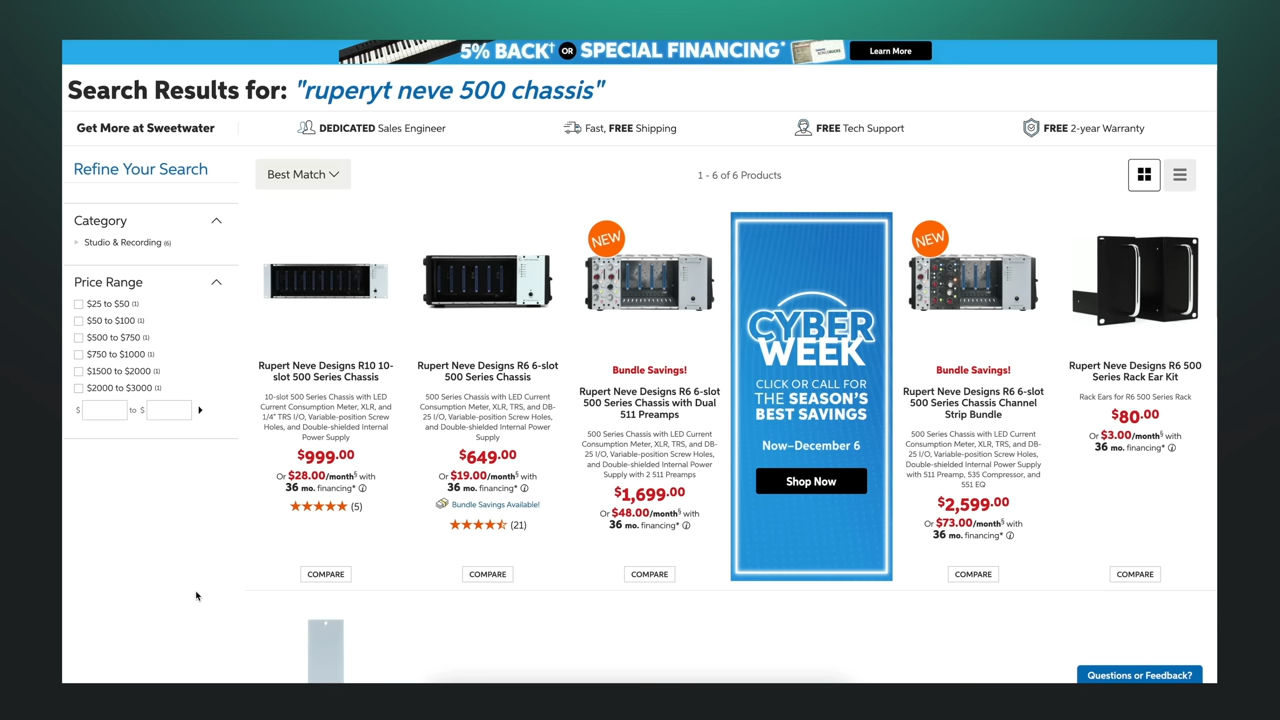 5% BACK† OR SPECIAL FINANCING*
Learn More
Search Results for: "ruperyt neve 500 chassis"
Get More at Sweetwater
DEDICATED Sales Engineer
Fast, FREE Shipping
FREE Tech Support
FREE 2-year Warranty
Refine Your Search
Category
Studio & Recording (6)
Price Range
$25 to $50 (1)
$50 to $100 (1)
$500 to $750 (1)
$750 to $1000 (1)
$1500 to $2000 (1)
$2000 to $3000 (1)
$ to $
Best Match
1 - 6 of 6 Products
Rupert Neve Designs R10 10-
slot 500 Series Chassis
10-slot 500 Series Chassis with LED
Current Consumption Meter, XLR, and
1/4" TRS I/O, Variable-position Screw
Holes, and Double-shielded Internal
Power Supply
$999.00
Or $28.00/month§ with
36 mo. financing*
(5)
COMPARE
Rupert Neve Designs R6 6-slot
500 Series Chassis
500 Series Chassis with LED Current
Consumption Meter, XLR, TRS, and DB-
25 I/O, Variable-position Screw Holes,
and Double-shielded Internal Power
Supply
$649.00
Or $19.00/month§ with
36 mo. financing*
Bundle Savings Available!
(21)
COMPARE
NEW
Bundle Savings!
Rupert Neve Designs R6 6-slot
500 Series Chassis with Dual
511 Preamps
500 Series Chassis with LED Current
Consumption Meter, XLR, TRS, and DB-
25 I/O, Variable-position Screw Holes,
and Double-shielded Internal Power
Supply with 2 511 Preamps
$1,699.00
Or $48.00/month§ with
36 mo. financing*
COMPARE
CYBER
WEEK
CLICK OR CALL FOR
THE SEASON'S
BEST SAVINGS
Now–December 6
Shop Now
NEW
Bundle Savings!
Rupert Neve Designs R6 6-slot
500 Series Chassis Channel
Strip Bundle
500 Series Chassis with LED Current
Consumption Meter, XLR, TRS, and DB-
25 I/O, Variable-position Screw Holes,
and Double-shielded Internal Power Supply
with 511 Preamp, 535 Compressor, and
551 EQ
$2,599.00
Or $73.00/month§ with
36 mo. financing*
COMPARE
Rupert Neve Designs R6 500
Series Rack Ear Kit
Rack Ears for R6 500 Series Rack
$80.00
Or $3.00/month§ with
36 mo. financing*
COMPARE
Questions or Feedback?